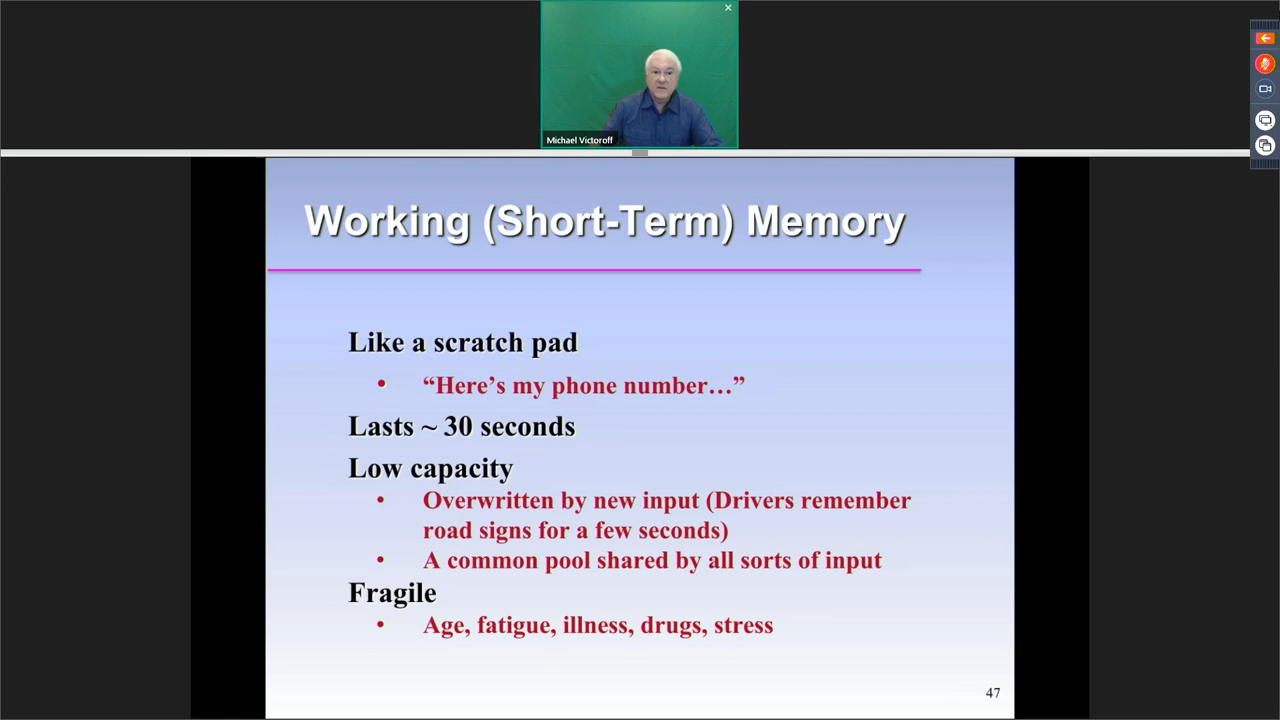 Michael Victoroff
Working (Short-Term) Memory
Like a scratch pad
• “Here’s my phone number…”
Lasts ~ 30 seconds
Low capacity
• Overwritten by new input (Drivers remember
road signs for a few seconds)
• A common pool shared by all sorts of input
Fragile
• Age, fatigue, illness, drugs, stress
47